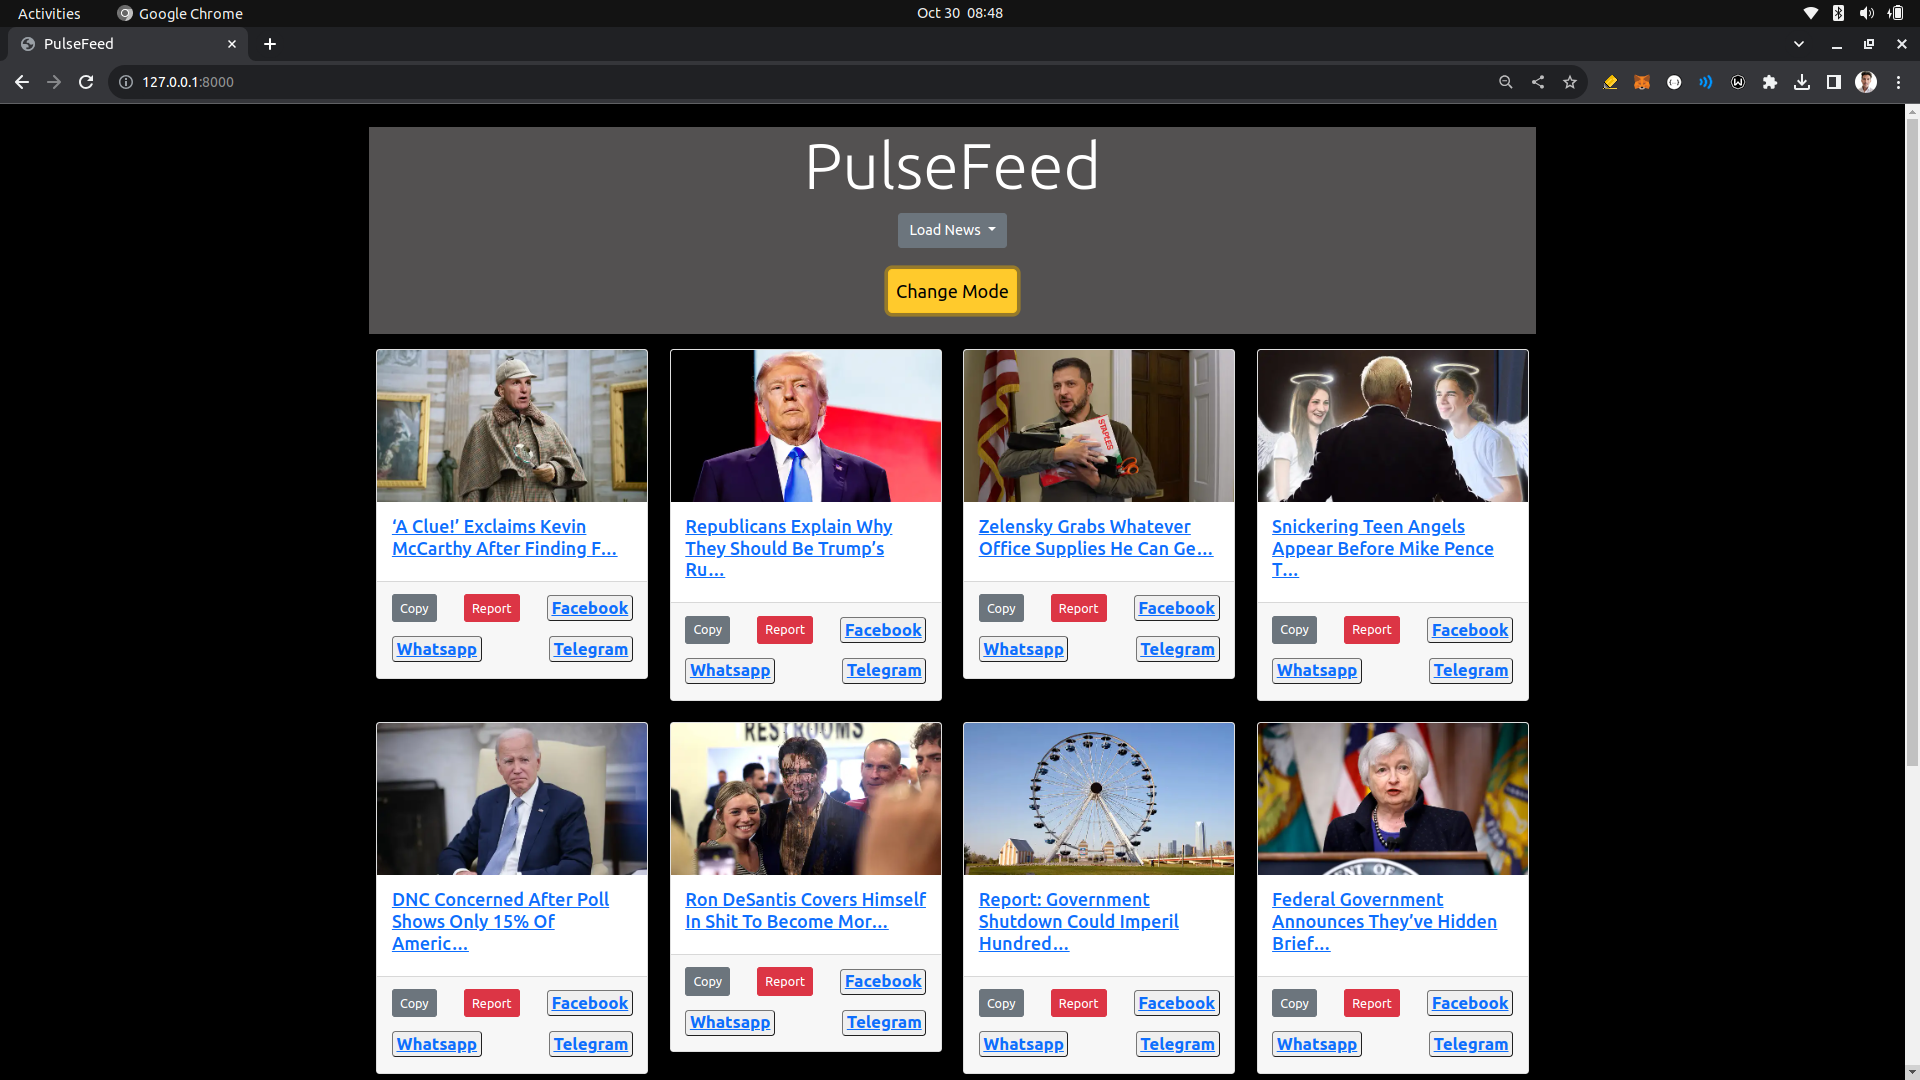 Activities
Google Chrome
Oct 30 08:48
PulseFeed
127.0.0.1:8000
PulseFeed
Load News
Change Mode
STAPLES
‘A Clue!’ Exclaims Kevin
McCarthy After Finding F...
Copy
Report
Facebook
Whatsapp
Telegram
Republicans Explain Why
They Should Be Trump’s
Ru...
Copy
Report
Facebook
Whatsapp
Telegram
Zelensky Grabs Whatever
Office Supplies He Can Ge...
Copy
Report
Facebook
Whatsapp
Telegram
Snickering Teen Angels
Appear Before Mike Pence
T...
Copy
Report
Facebook
Whatsapp
Telegram
RESTROOMS
DNC Concerned After Poll
Shows Only 15% Of
Americ...
Copy
Report
Facebook
Whatsapp
Telegram
Ron DeSantis Covers Himself
In Shit To Become Mor...
Copy
Report
Facebook
Whatsapp
Telegram
Report: Government
Shutdown Could Imperil
Hundred...
Copy
Report
Facebook
Whatsapp
Telegram
ENT OF
Federal Government
Announces They’ve Hidden
Brief...
Copy
Report
Facebook
Whatsapp
Telegram